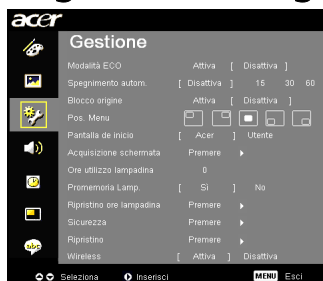 acer
Gestione
Modalità ECO Attiva [ Disattiva ]
Spegnimento autom. [ Disattiva ] 15 30 60
Blocco origine Attiva [ Disattiva ]
Pos. Menu
Pantalla de inicio [ Acer ] Utente
Acquisizione schermata Premere
Ore utilizzo lampadina 0
Promemoria Lamp. [ Sì ] No
Ripristino ore lampadina Premere
Sicurezza Premere
Ripristino Premere
abc
Wireless [ Attiva ] Disattiva
Seleziona Inserisci MENU Esci